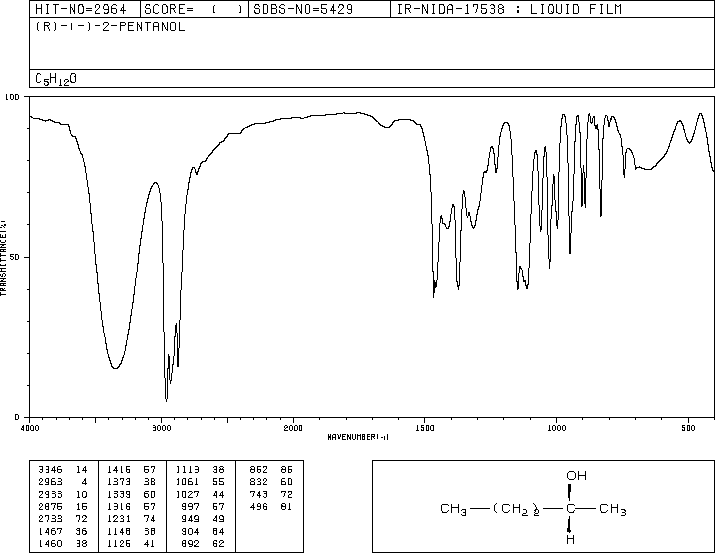 HIT-NO=2964 SCORE= ( ) SDBS-NO=5429 IR-NIDA-17538 : LIQUID FILM
(R)-(-)-2-PENTANOL
C5H12O
100
50
0
TRANSMITTANCE(%)
4000 3000 2000 1500 1000 500
WAVENUMBER(-1)
3346 14 1415 57 1113 38 862 86
2963 4 1373 38 1061 55 832 60
2933 10 1339 60 1027 44 743 72
2875 15 1316 57 997 57 496 81
2733 72 1231 74 949 49
1467 36 1148 38 904 84
1460 38 1125 41 892 62
OH
CH3 (CH2)2 C CH3
H